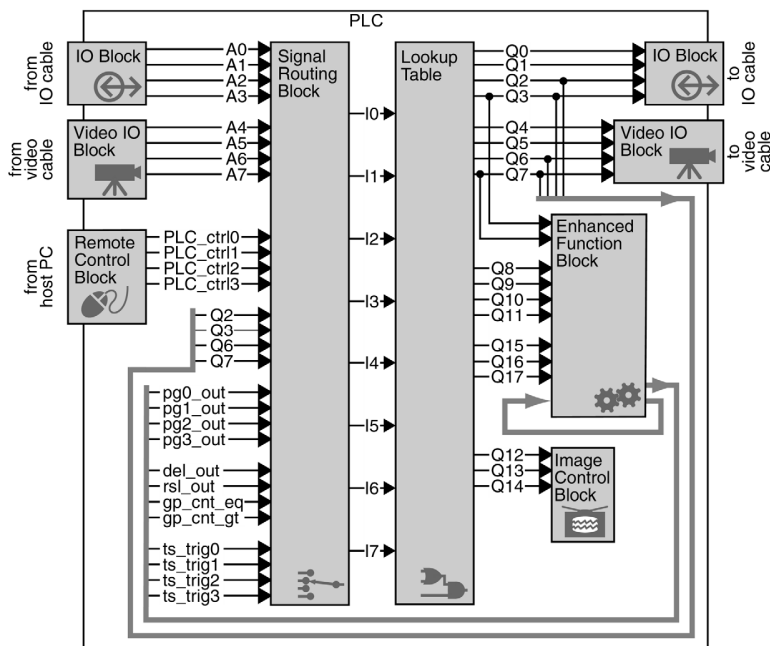 PLC
from
IO cable
IO Block
A0
A1
A2
A3
from
video
cable
Video IO
Block
A4
A5
A6
A7
from
host PC
Remote
Control
Block
PLC_ctrl0
PLC_ctrl1
PLC_ctrl2
PLC_ctrl3
Q2
Q3
Q6
Q7
pg0_out
pg1_out
pg2_out
pg3_out
del_out
rsl_out
gp_cnt_eq
gp_cnt_gt
ts_trig0
ts_trig1
ts_trig2
ts_trig3
Signal
Routing
Block
I0
I1
I2
I3
I4
I5
I6
I7
Lookup
Table
Q0
Q1
Q2
Q3
Q4
Q5
Q6
Q7
Q8
Q9
Q10
Q11
Q15
Q16
Q17
Q12
Q13
Q14
IO Block
to
IO cable
Video IO
Block
to video
cable
Enhanced
Function
Block
Image
Control
Block